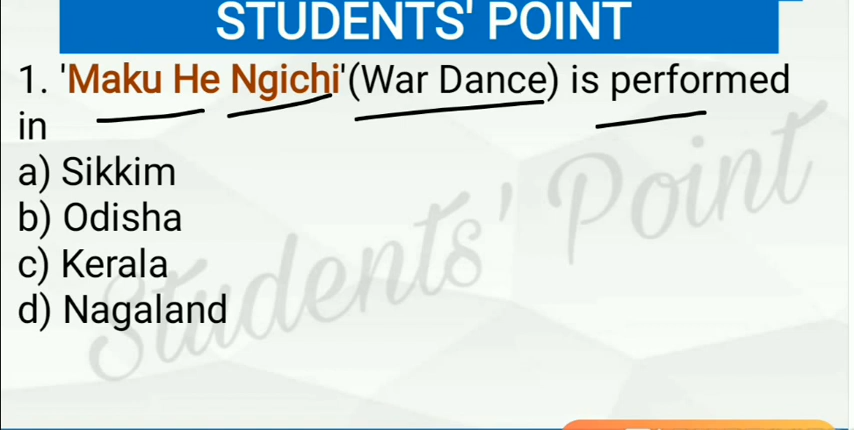 STUDENTS' POINT
1. 'Maku He Ngichi'(War Dance) is performed
in
a) Sikkim
b) Odisha
c) Kerala
d) Nagaland
Students' Point